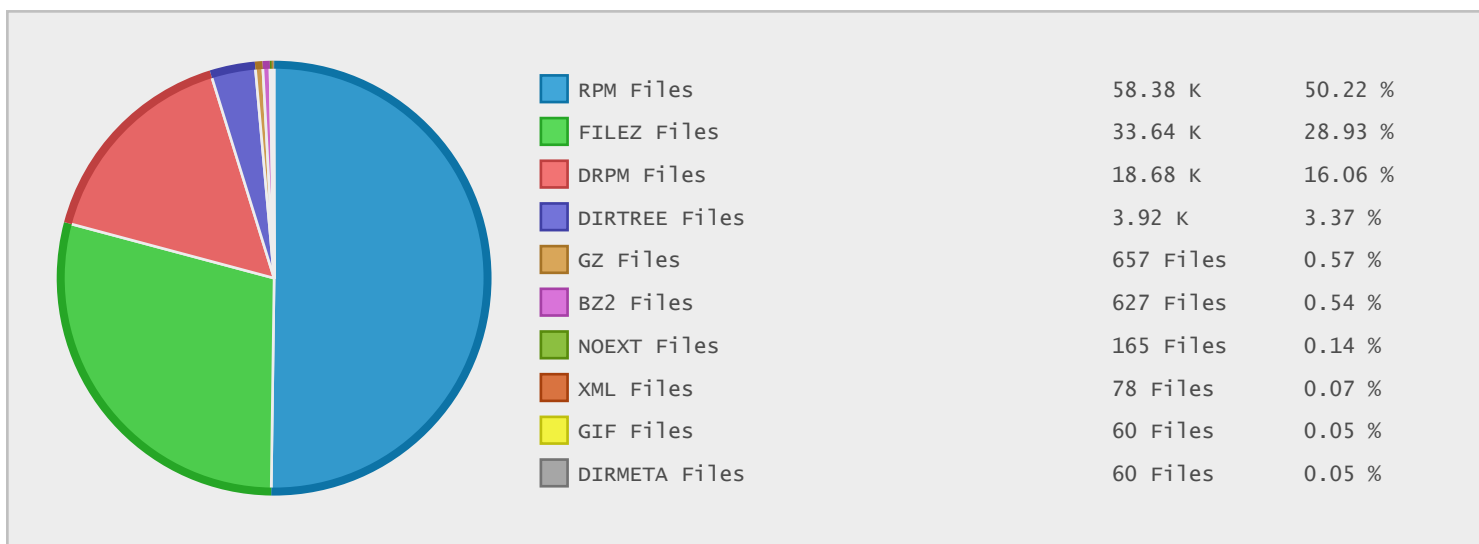 RPM Files 58.38 K 50.22 %
FILEZ Files 33.64 K 28.93 %
DRPM Files 18.68 K 16.06 %
DIRTREE Files 3.92 K 3.37 %
GZ Files 657 Files 0.57 %
BZ2 Files 627 Files 0.54 %
NOEXT Files 165 Files 0.14 %
XML Files 78 Files 0.07 %
GIF Files 60 Files 0.05 %
DIRMETA Files 60 Files 0.05 %